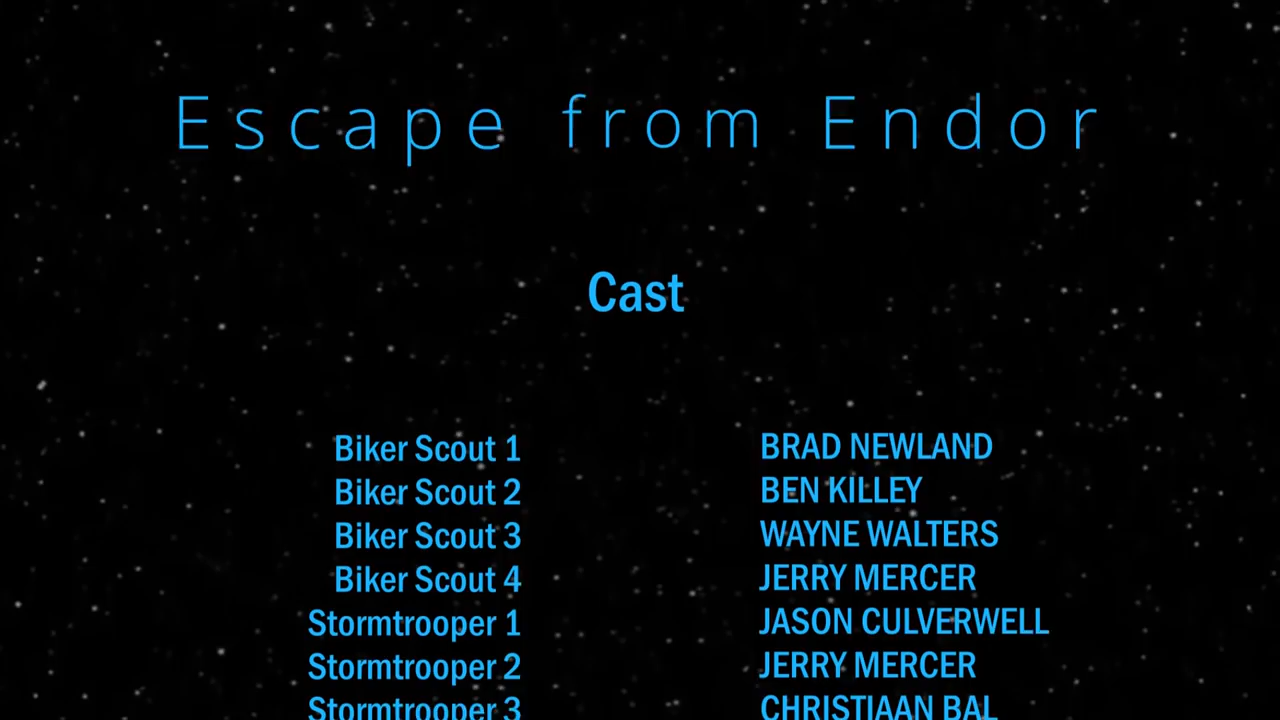 Escape from Endor
Cast
Biker Scout 1 BRAD NEWLAND
Biker Scout 2 BEN KILLEY
Biker Scout 3 WAYNE WALTERS
Biker Scout 4 JERRY MERCER
Stormtrooper 1 JASON CULVERWELL
Stormtrooper 2 JERRY MERCER
Stormtrooper 3 CHRISTIAAN BAL